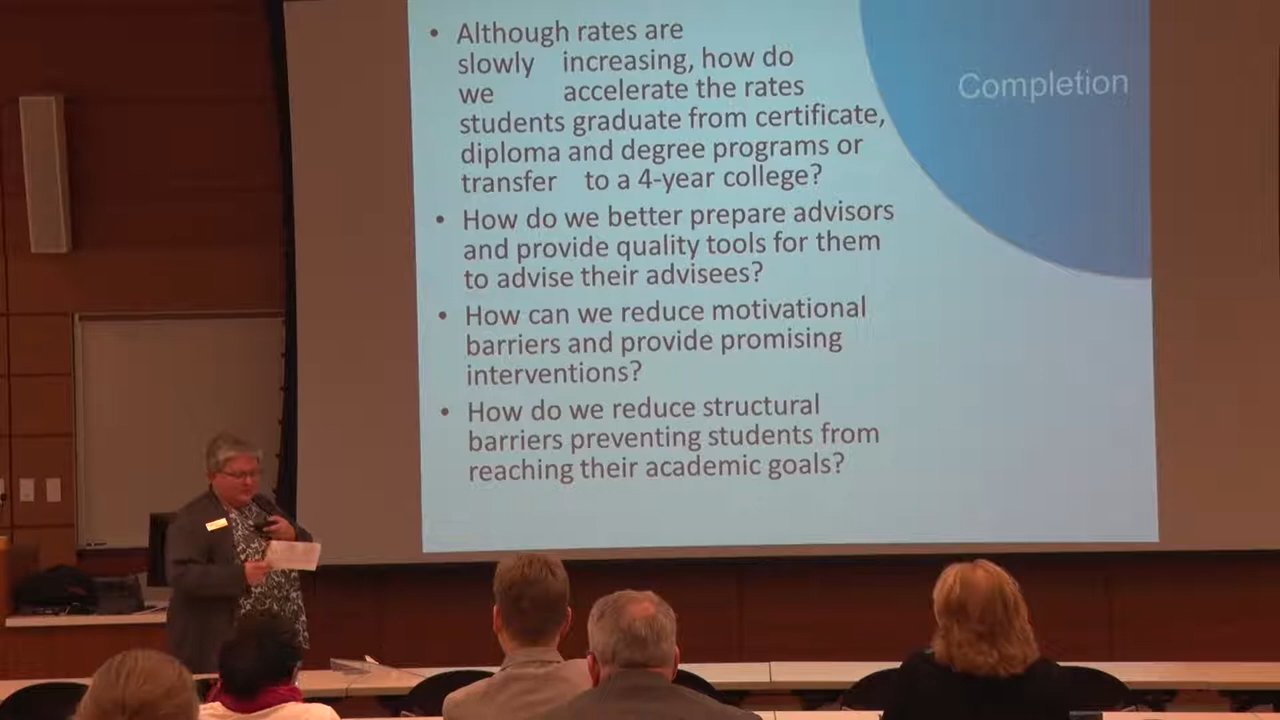 • Although rates are
slowly increasing, how do
we accelerate the rates
students graduate from certificate,
diploma and degree programs or
transfer to a 4-year college?
• How do we better prepare advisors
and provide quality tools for them
to advise their advisees?
• How can we reduce motivational
barriers and provide promising
interventions?
• How do we reduce structural
barriers preventing students from
reaching their academic goals?
Completion